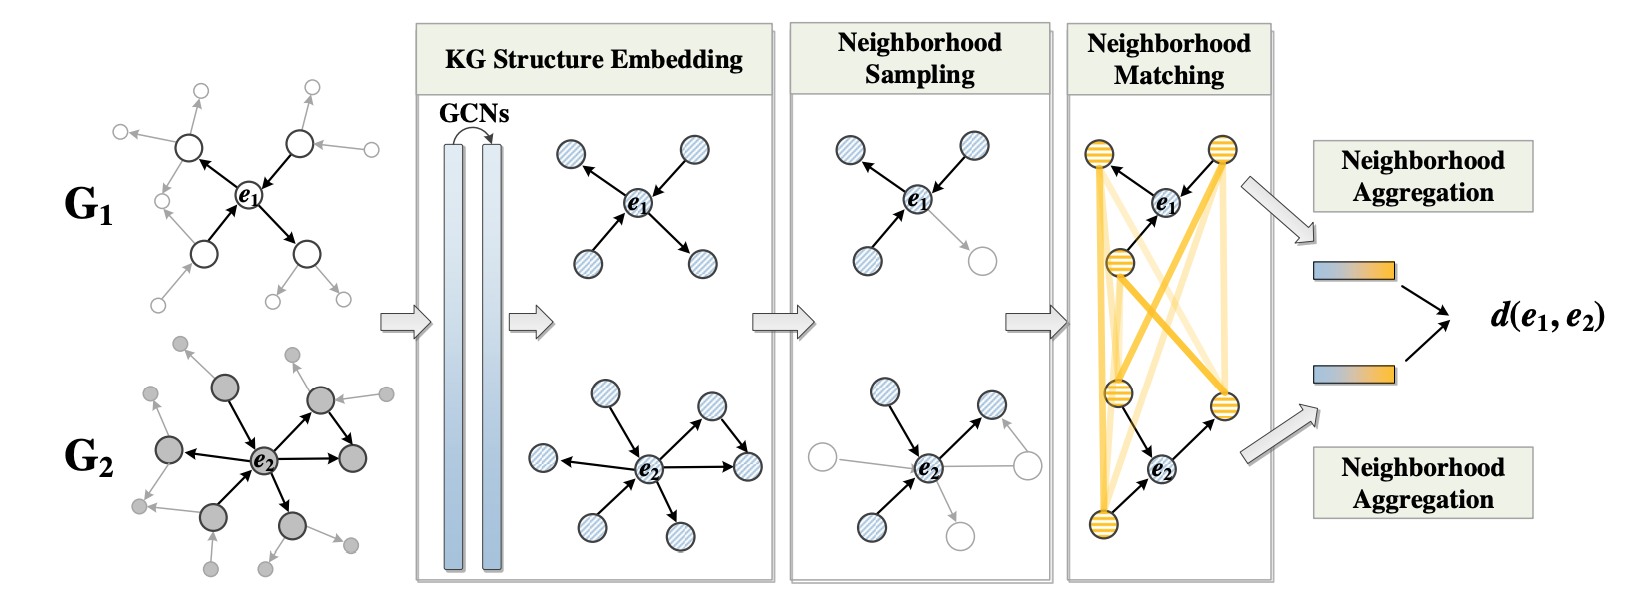 KG Structure Embedding
Neighborhood
Sampling
Neighborhood
Matching
GCNs
G1
e1
e1
e1
e1
Neighborhood
Aggregation
d(e1, e2)
G2
e2
e2
e2
e2
Neighborhood
Aggregation